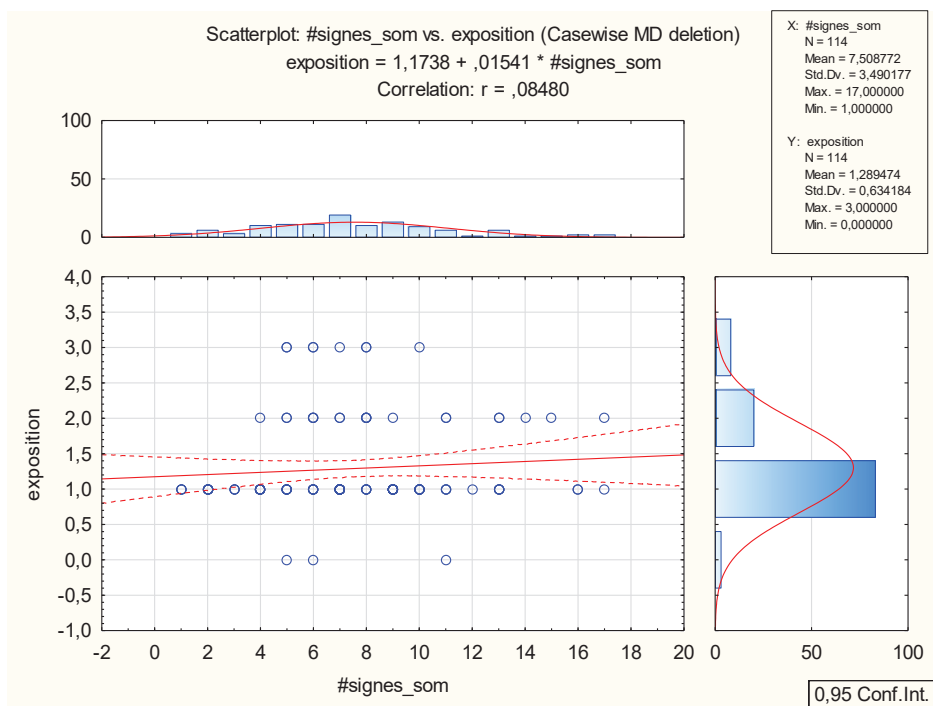 Scatterplot: #signes_som vs. exposition (Casewise MD deletion)
exposition = 1,1738 + ,01541 * #signes_som
Correlation: r = ,08480
X: #signes_som
N = 114
Mean = 7,508772
Std.Dv. = 3,490177
Max. = 17,000000
Min. = 1,000000
Y: exposition
N = 114
Mean = 1,289474
Std.Dv. = 0,634184
Max. = 3,000000
Min. = 0,000000
100
50
0
4,0
3,5
3,0
2,5
2,0
1,5
1,0
0,5
0,0
-0,5
-1,0
exposition
-2 0 2 4 6 8 10 12 14 16 18 20
#signes_som
0 50 100
0,95 Conf.Int.